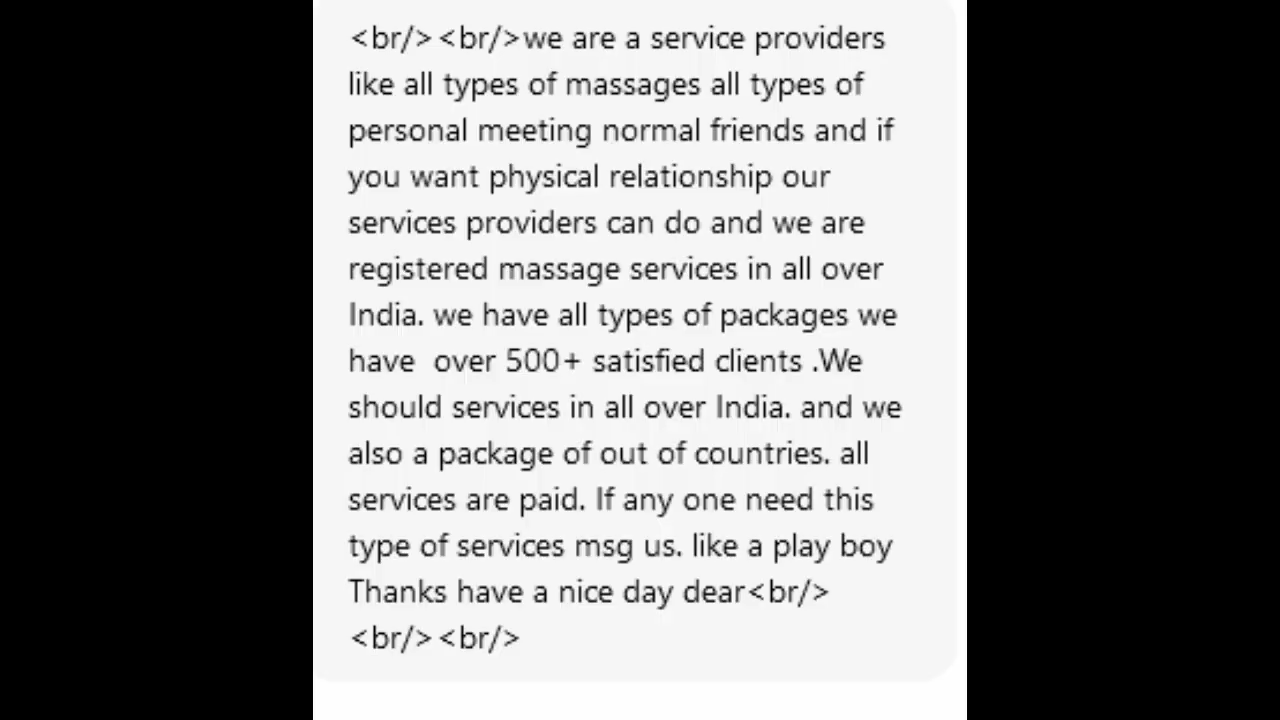 <br/><br/>we are a service providers
like all types of massages all types of
personal meeting normal friends and if
you want physical relationship our
services providers can do and we are
registered massage services in all over
India. we have all types of packages we
have  over 500+ satisfied clients .We
should services in all over India. and we
also a package of out of countries. all
services are paid. If any one need this
type of services msg us. like a play boy
Thanks have a nice day dear<br/>
<br/><br/>